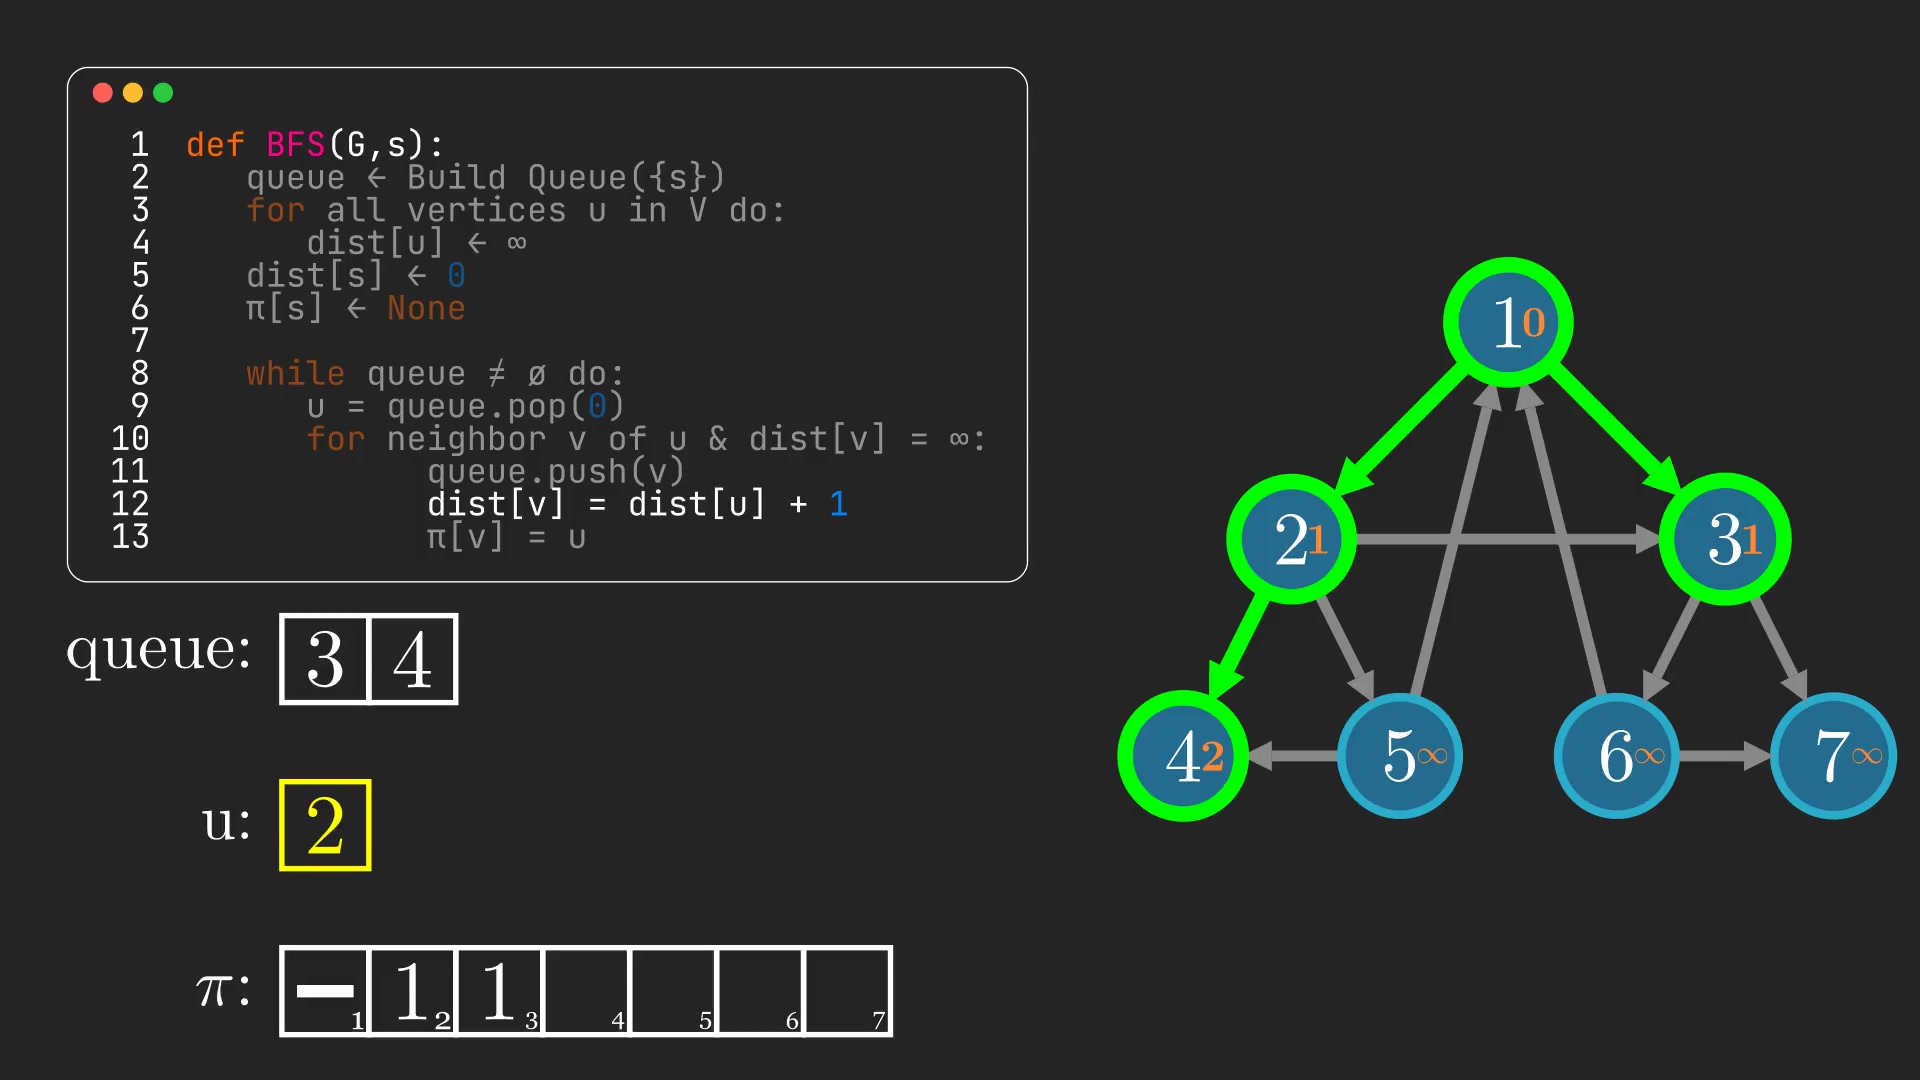 1 def BFS(G,s):
2 queue ← Build Queue({s})
3 for all vertices u in V do:
4 dist[u] ← ∞
5 dist[s] ← 0
6 π[s] ← None
7
8 while queue ≠ ø do:
9 u = queue.pop(0)
10 for neighbor v of u & dist[v] = ∞:
11 queue.push(v)
12 dist[v] = dist[u] + 1
13 π[v] = u
queue: 3 4
u: 2
π: – 1 1
1 2 3 4 5 6 7
1 0
2 1 3 1
4 2 5 ∞ 6 ∞ 7 ∞